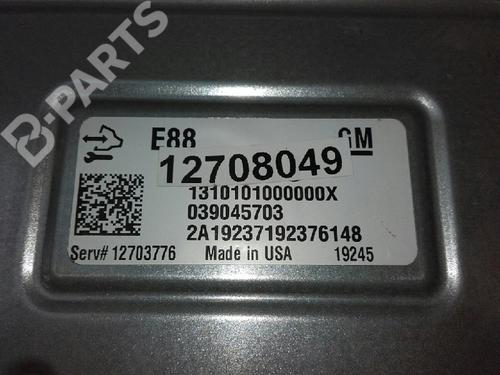 B-PARTS
E88 GM
12708049
1310101000000X
039045703
2A19237192376148
Serv# 12703776 Made in USA 19245